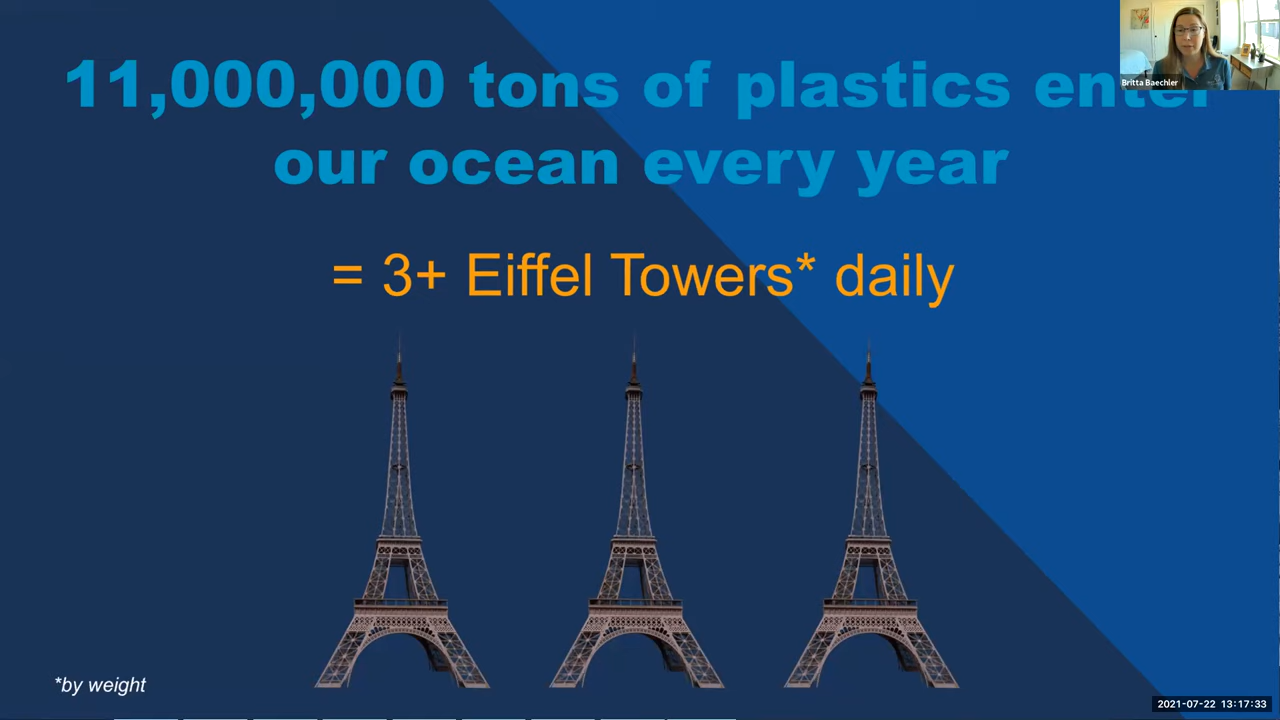 11,000,000 tons of plastics enter
our ocean every year
= 3+ Eiffel Towers* daily
*by weight
Britta Baechler
2021-07-22 13:17:33